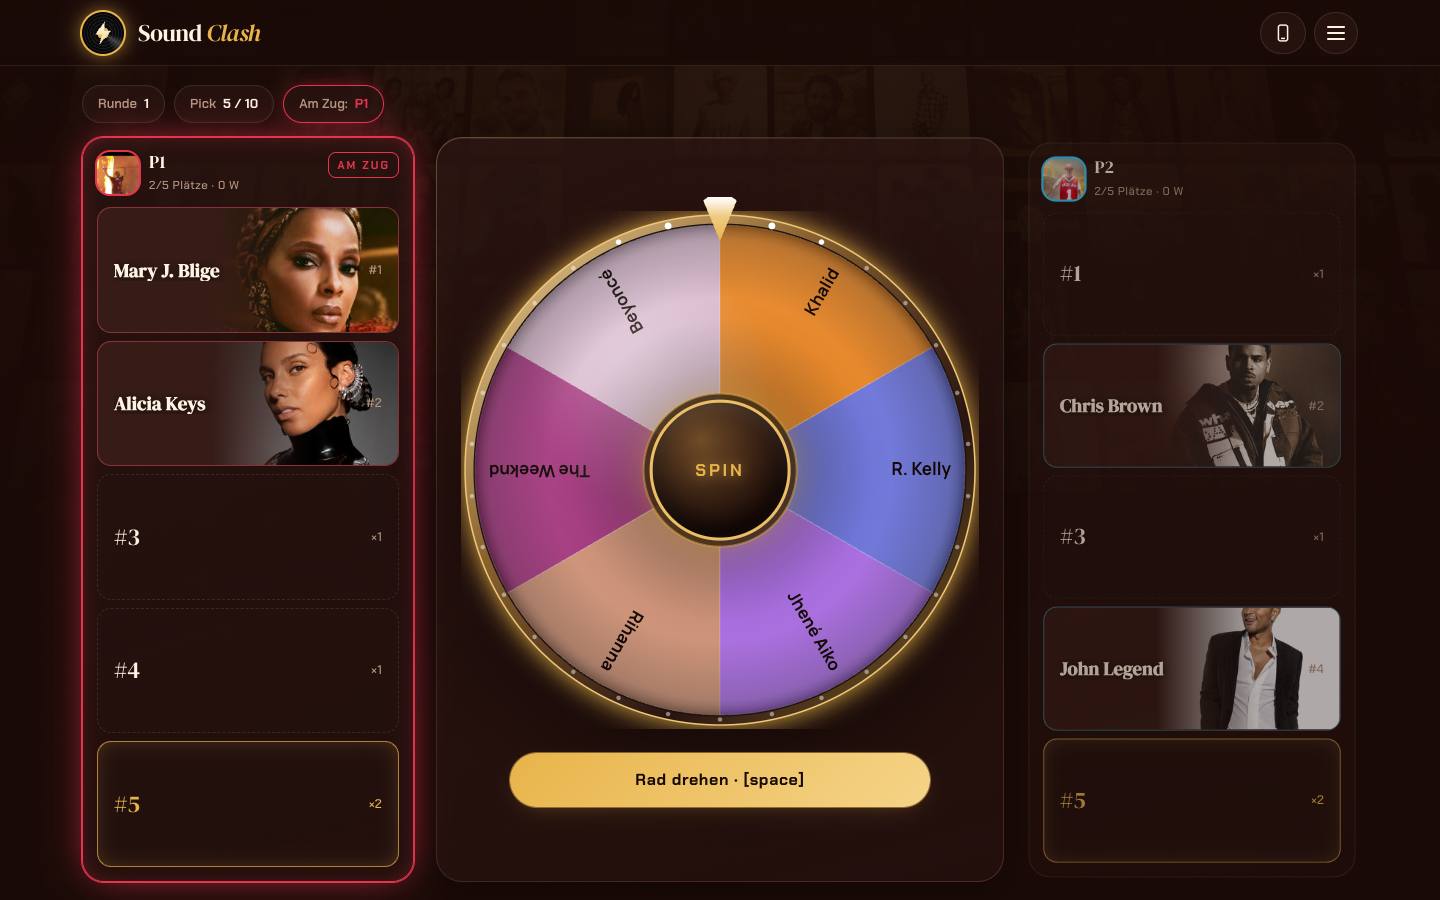 Sound Clash
Runde 1
Pick 5 / 10
Am Zug: P1
P1
2/5 Plätze · 0 W
AM ZUG
Mary J. Blige
#1
Alicia Keys
#2
#3
×1
#4
×1
#5
×2
Beyoncé
Khalid
The Weeknd
R. Kelly
Rihanna
Jhené Aiko
SPIN
Rad drehen · [space]
P2
2/5 Plätze · 0 W
#1
×1
Chris Brown
#2
#3
×1
John Legend
#4
#5
×2